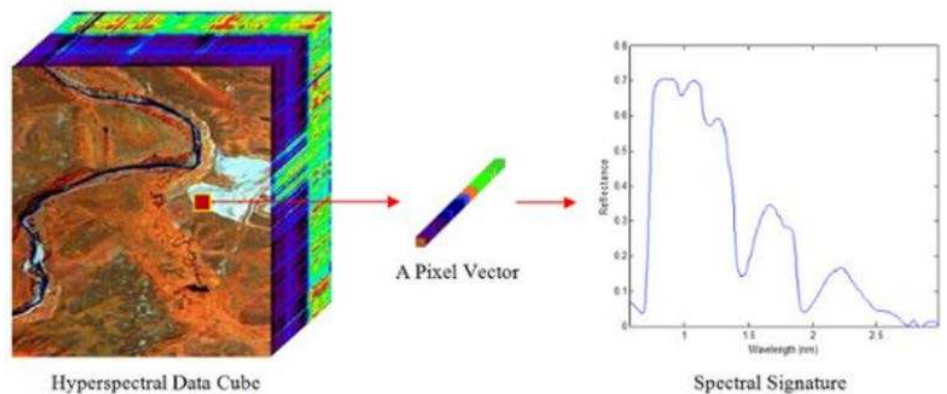 Hyperspectral Data Cube
A Pixel Vector
0.8
0.7
0.6
0.5
0.4
0.3
0.2
0.1
0
Reflectance
1
1.5
2
2.5
Wavelength (nm)
Spectral Signature